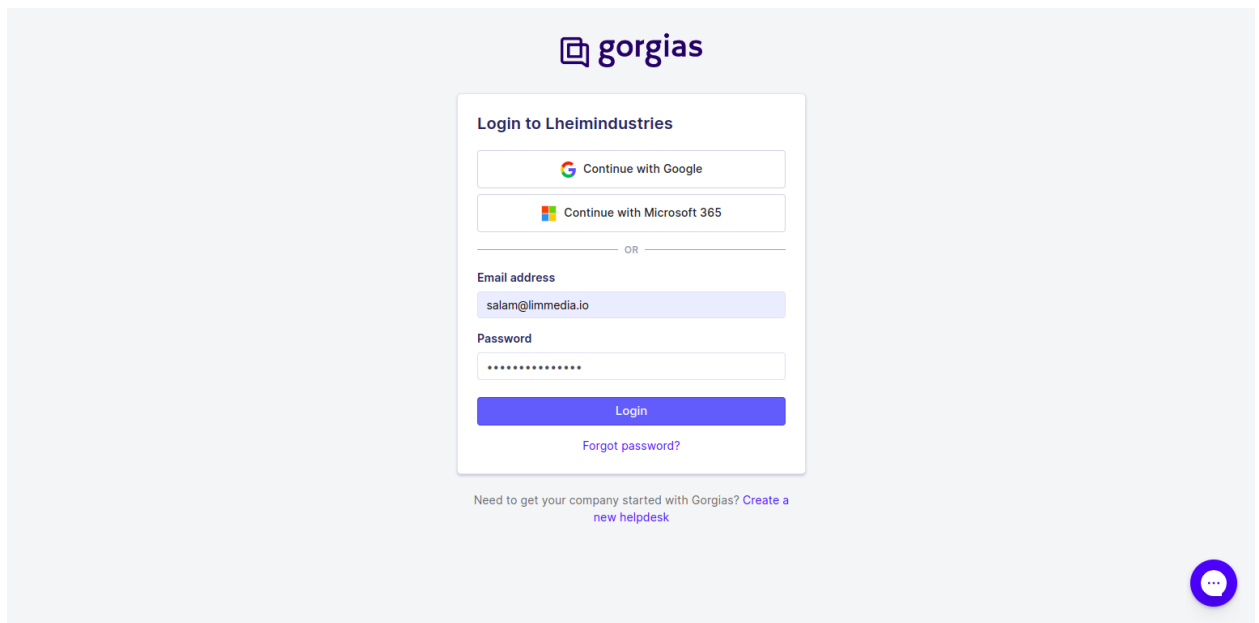 gorgias
Login to Lheimindustries
Continue with Google
Continue with Microsoft 365
OR
Email address
salam@limmedia.io
Password
•••••••••••••••
Login
Forgot password?
Need to get your company started with Gorgias? Create a
new helpdesk